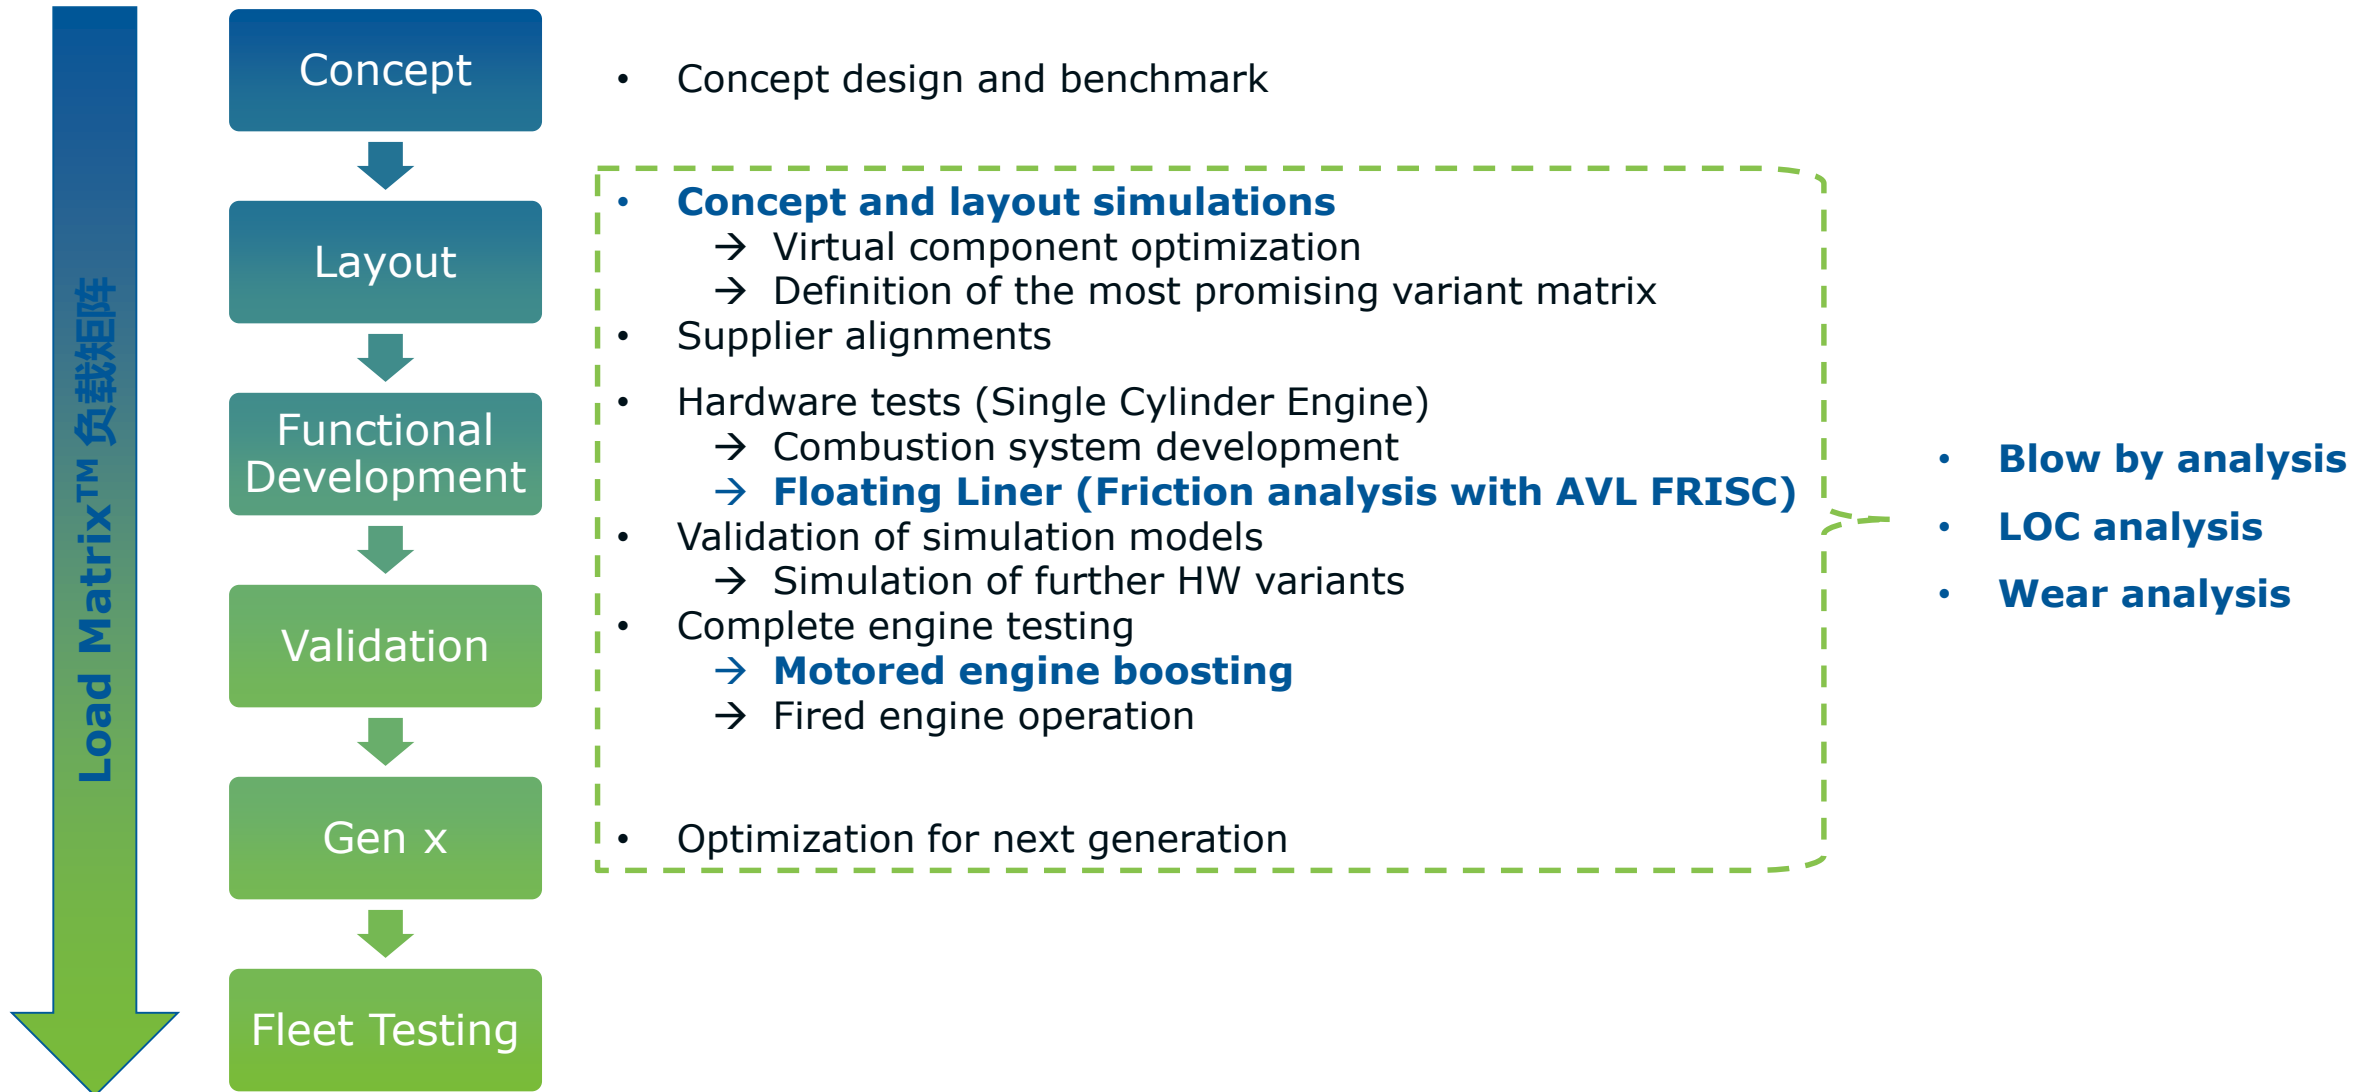 Load Matrix™ 负载矩阵
Concept
• Concept design and benchmark
Layout
• Concept and layout simulations
→ Virtual component optimization
→ Definition of the most promising variant matrix
• Supplier alignments
Functional
Development
• Hardware tests (Single Cylinder Engine)
→ Combustion system development
→ Floating Liner (Friction analysis with AVL FRISC)
• Validation of simulation models
→ Simulation of further HW variants
Validation
• Complete engine testing
→ Motored engine boosting
→ Fired engine operation
Gen x
• Optimization for next generation
Fleet Testing
• Blow by analysis
• LOC analysis
• Wear analysis